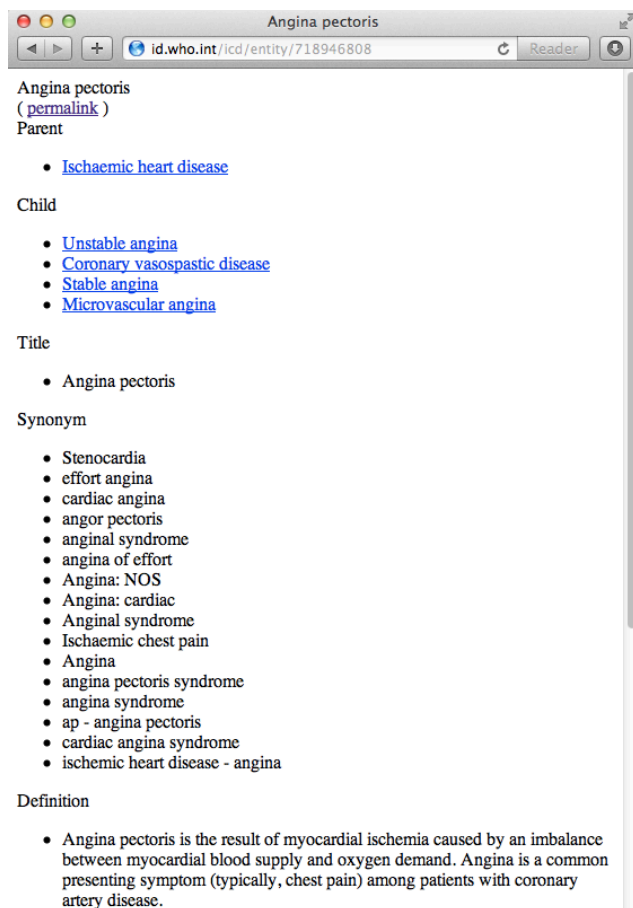 Angina pectoris
id.who.int/icd/entity/718946808
Reader
Angina pectoris
( permalink )
Parent
Ischaemic heart disease
Child
Unstable angina
Coronary vasospastic disease
Stable angina
Microvascular angina
Title
Angina pectoris
Synonym
Stenocardia
effort angina
cardiac angina
angor pectoris
anginal syndrome
angina of effort
Angina: NOS
Angina: cardiac
Anginal syndrome
Ischaemic chest pain
Angina
angina pectoris syndrome
angina syndrome
ap - angina pectoris
cardiac angina syndrome
ischemic heart disease - angina
Definition
Angina pectoris is the result of myocardial ischemia caused by an imbalance
between myocardial blood supply and oxygen demand. Angina is a common
presenting symptom (typically, chest pain) among patients with coronary
artery disease.